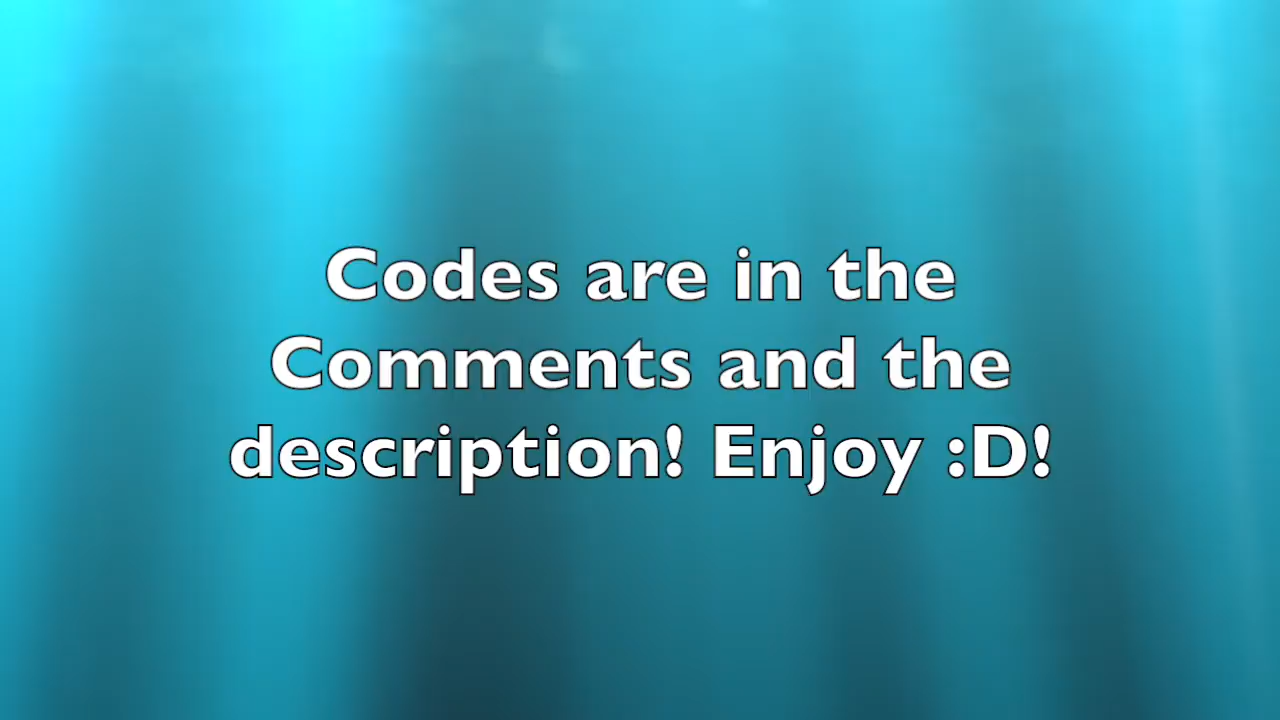 Codes are in the
Comments and the
description! Enjoy :D!